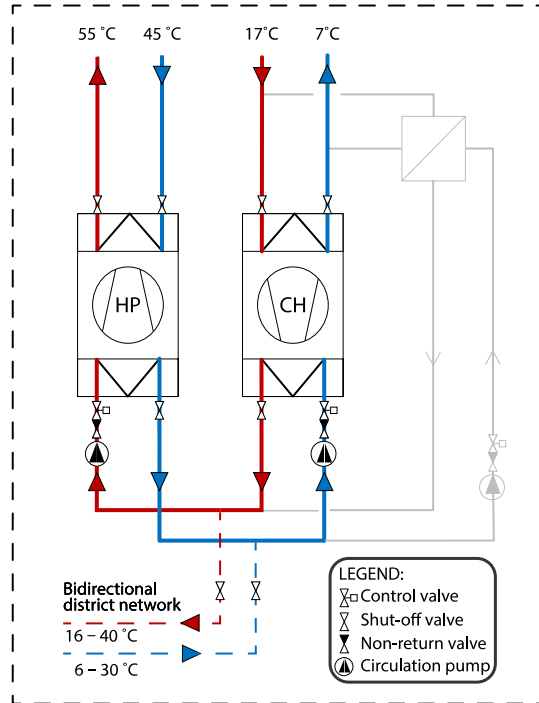 55 ˚C
45 ˚C
17˚C
7˚C
HP
CH
Bidirectional
district network
16 – 40 ˚C
6 – 30 ˚C
LEGEND:
Control valve
Shut-off valve
Non-return valve
Circulation pump